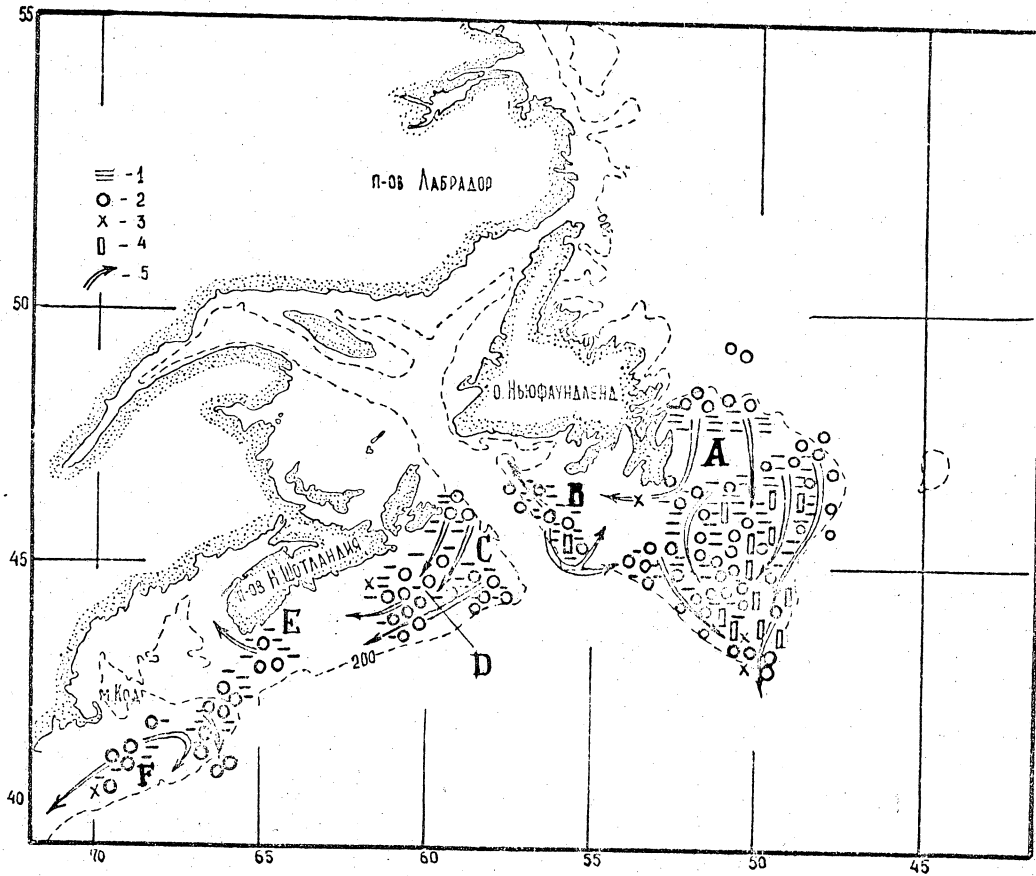 55
≡ - 1
○ - 2
x - 3
▯ - 4
- 5
П-ОВ ЛАБРАДОР
50
О. НЬЮФАУНДЛЕНД
A
B
45
C
П-ОВ Н. ШОТЛАНДИЯ
E
D
200
М. КОД
F
40
70
65
60
55
50
45